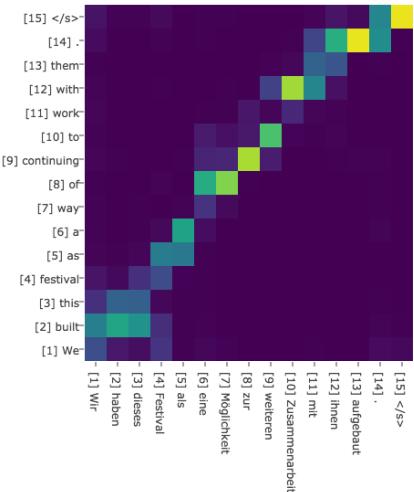 [15] </s>
[14] .
[13] them
[12] with
[11] work
[10] to
[9] continuing
[8] of
[7] way
[6] a
[5] as
[4] festival
[3] this
[2] built
[1] We
[1] Wir
[2] haben
[3] dieses
[4] Festival
[5] als
[6] eine
[7] Möglichkeit
[8] zur
[9] weiteren
[10] Zusammenarbeit
[11] mit
[12] ihnen
[13] aufgebaut
[14] .
[15] </s>